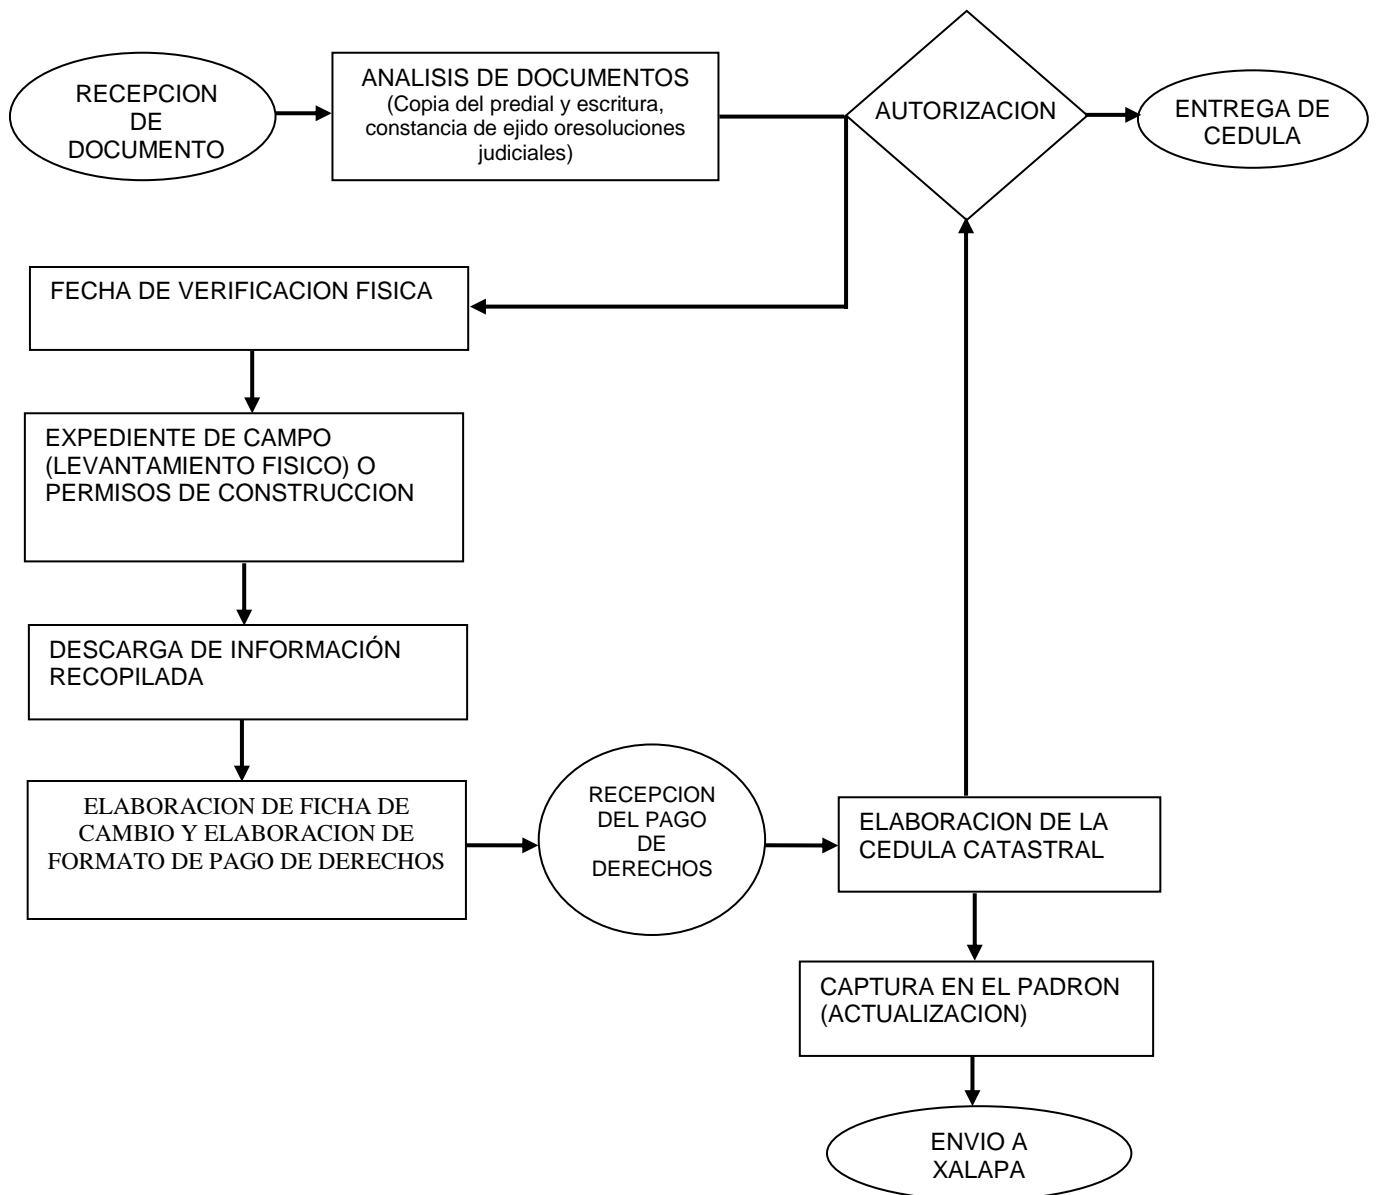 RECEPCION
DE
DOCUMENTO
ANALISIS DE DOCUMENTOS
(Copia del predial y escritura,
constancia de ejido oresoluciones
judiciales)
AUTORIZACION
ENTREGA DE
CEDULA
FECHA DE VERIFICACION FISICA
EXPEDIENTE DE CAMPO
(LEVANTAMIENTO FISICO) O
PERMISOS DE CONSTRUCCION
DESCARGA DE INFORMACIÓN
RECOPILADA
ELABORACION DE FICHA DE
CAMBIO Y ELABORACION DE
FORMATO DE PAGO DE DERECHOS
RECEPCION
DEL PAGO
DE
DERECHOS
ELABORACION DE LA
CEDULA CATASTRAL
CAPTURA EN EL PADRON
(ACTUALIZACION)
ENVIO A
XALAPA